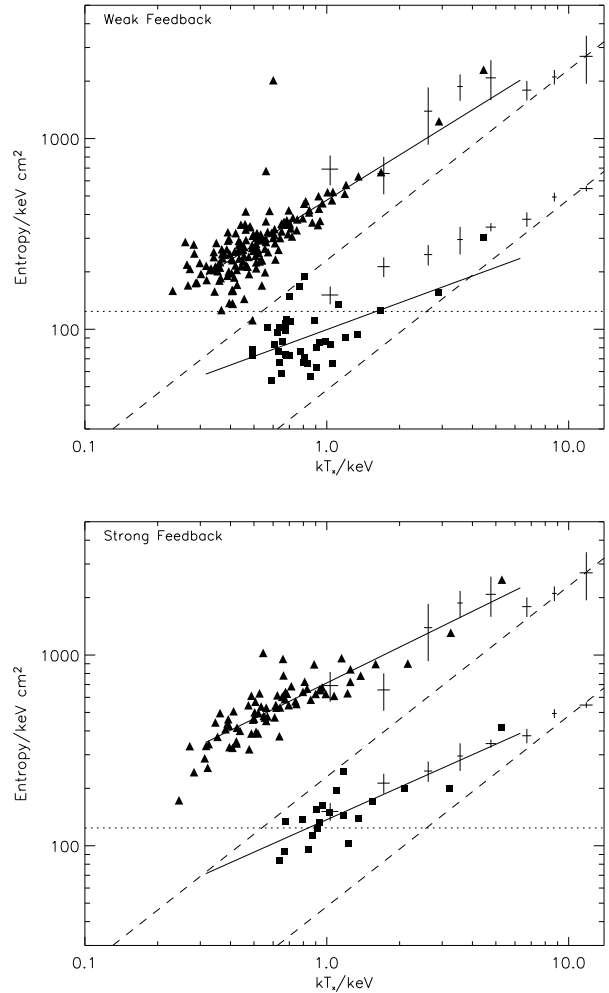 Weak Feedback
1000
100
Entropy/keV cm²
0.1 1.0 10.0
kTₓ/keV
Strong Feedback
1000
100
Entropy/keV cm²
0.1 1.0 10.0
kTₓ/keV